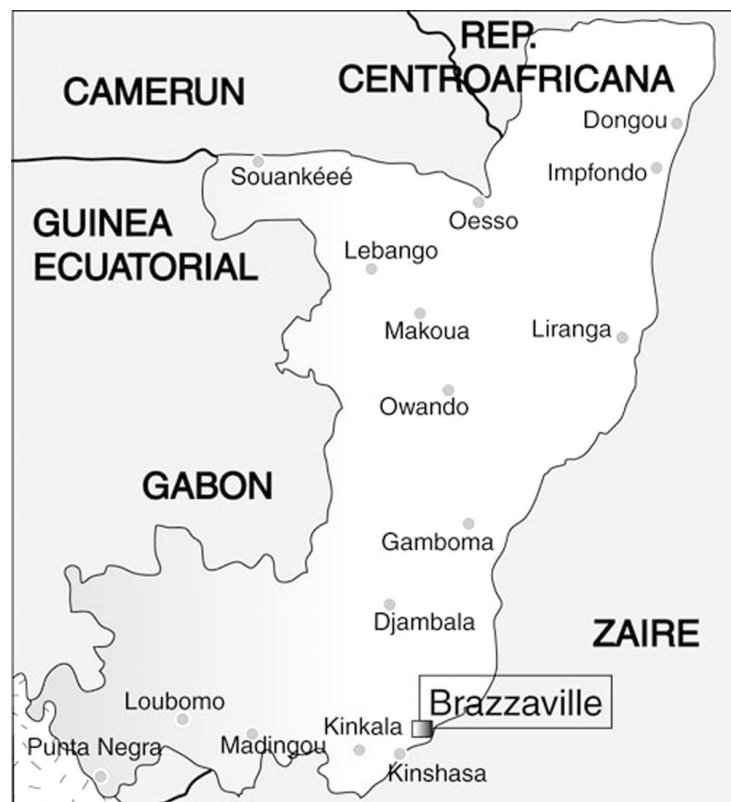 REP.
CENTROAFRICANA
CAMERUN
Dongou
Impfondo
Souankéeé
Oesso
GUINEA
ECUATORIAL
Lebango
Makoua
Liranga
Owando
GABON
Gamboma
Djambala
ZAIRE
Brazzaville
Loubomo
Kinkala
Punta Negra
Madingou
Kinshasa